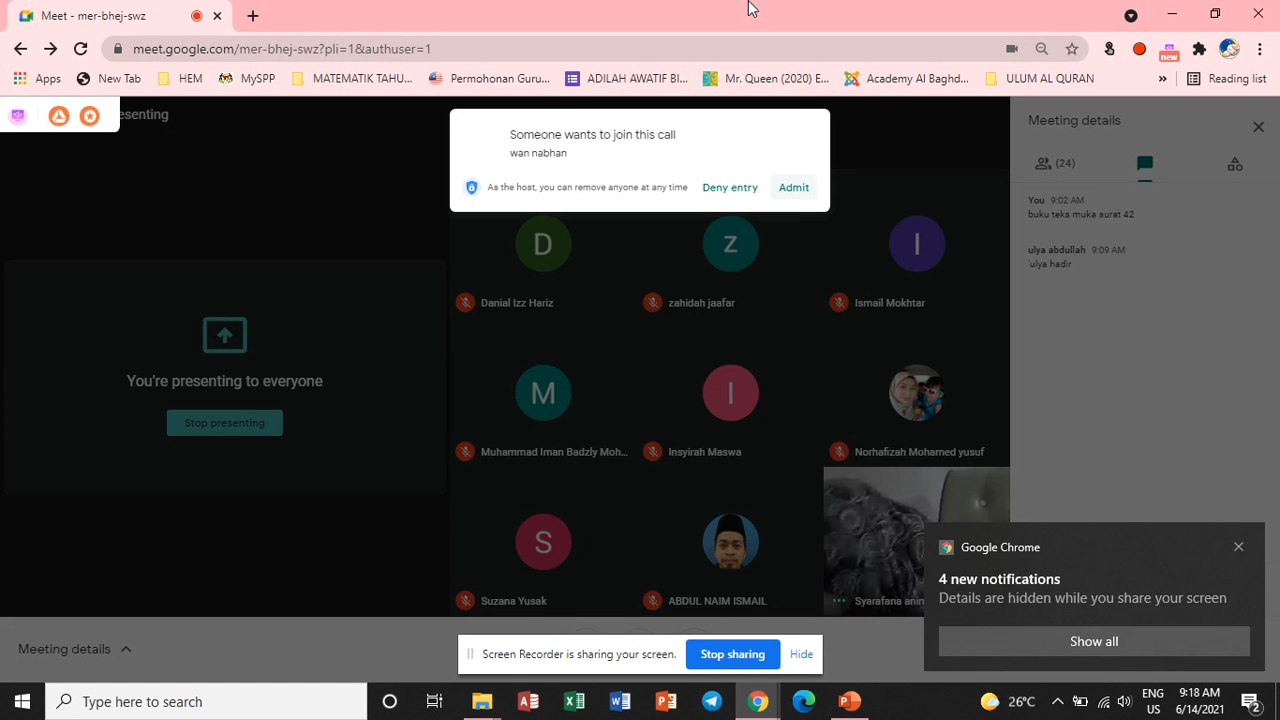 Meet - mer-bhej-swz
meet.google.com/mer-bhej-swz?pli=1&authuser=1
new
Apps
New Tab
HEM
MySPP
MATEMATIK TAHU...
Permohonan Guru...
ADILAH AWATIF BI...
Mr. Queen (2020) E...
Academy Al Baghd...
ULUM AL QURAN
»
Reading list
esenting
Someone wants to join this call
wan nabhan
As the host, you can remove anyone at any time
Deny entry
Admit
Meeting details
(24)
You 9:02 AM
buku teks muka surat 42
ulya abdullah 9:09 AM
'ulya hadir
D
z
I
Danial Izz Hariz
zahidah jaafar
Ismail Mokhtar
You're presenting to everyone
Stop presenting
M
I
Muhammad Iman Badzly Moh...
Insyirah Maswa
Norhafizah Mohamed yusuf
S
Suzana Yusak
ABDUL NAIM ISMAIL
Syarafana anin
Google Chrome
4 new notifications
Details are hidden while you share your screen
Show all
Meeting details
Screen Recorder is sharing your screen.
Stop sharing
Hide
Type here to search
26°C
ENG
US
9:18 AM
6/14/2021
2